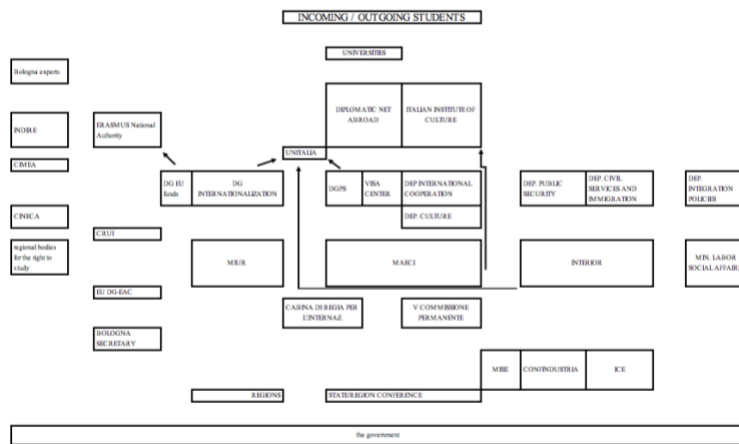 INCOMING / OUTGOING STUDENTS
UNIVERSITIES
Bologna experts
DIPLOMATIC NET
ABROAD
ITALIAN INSTITUTE OF
CULTURE
INDIRE
ERASMUS National
Authority
UNITALIA
CIMEA
DG EU
funds
DG
INTERNATIONALIZATION
DGPS
VISA
CENTER
DEP INTERNATIONAL
COOPERATION
DEP. PUBLIC
SECURITY
DEP. CIVIL
SERVICES AND
IMMIGRATION
DEP.
INTEGRATION
POLICIES
CINECA
DEP. CULTURE
CRUI
regional bodies
for the right to
study
MIUR
MAECI
INTERIOR
MIN. LABOR
SOCIAL AFFAIRS
EU DG-EAC
CABINA DI REGIA PER
L'INTERNAZ.
V COMMISSIONE
PERMANENTE
BOLOGNA
SECRETARY
MISE
CONFINDUSTRIA
ICE
REGIONS
STATE/REGION CONFERENCE
the government